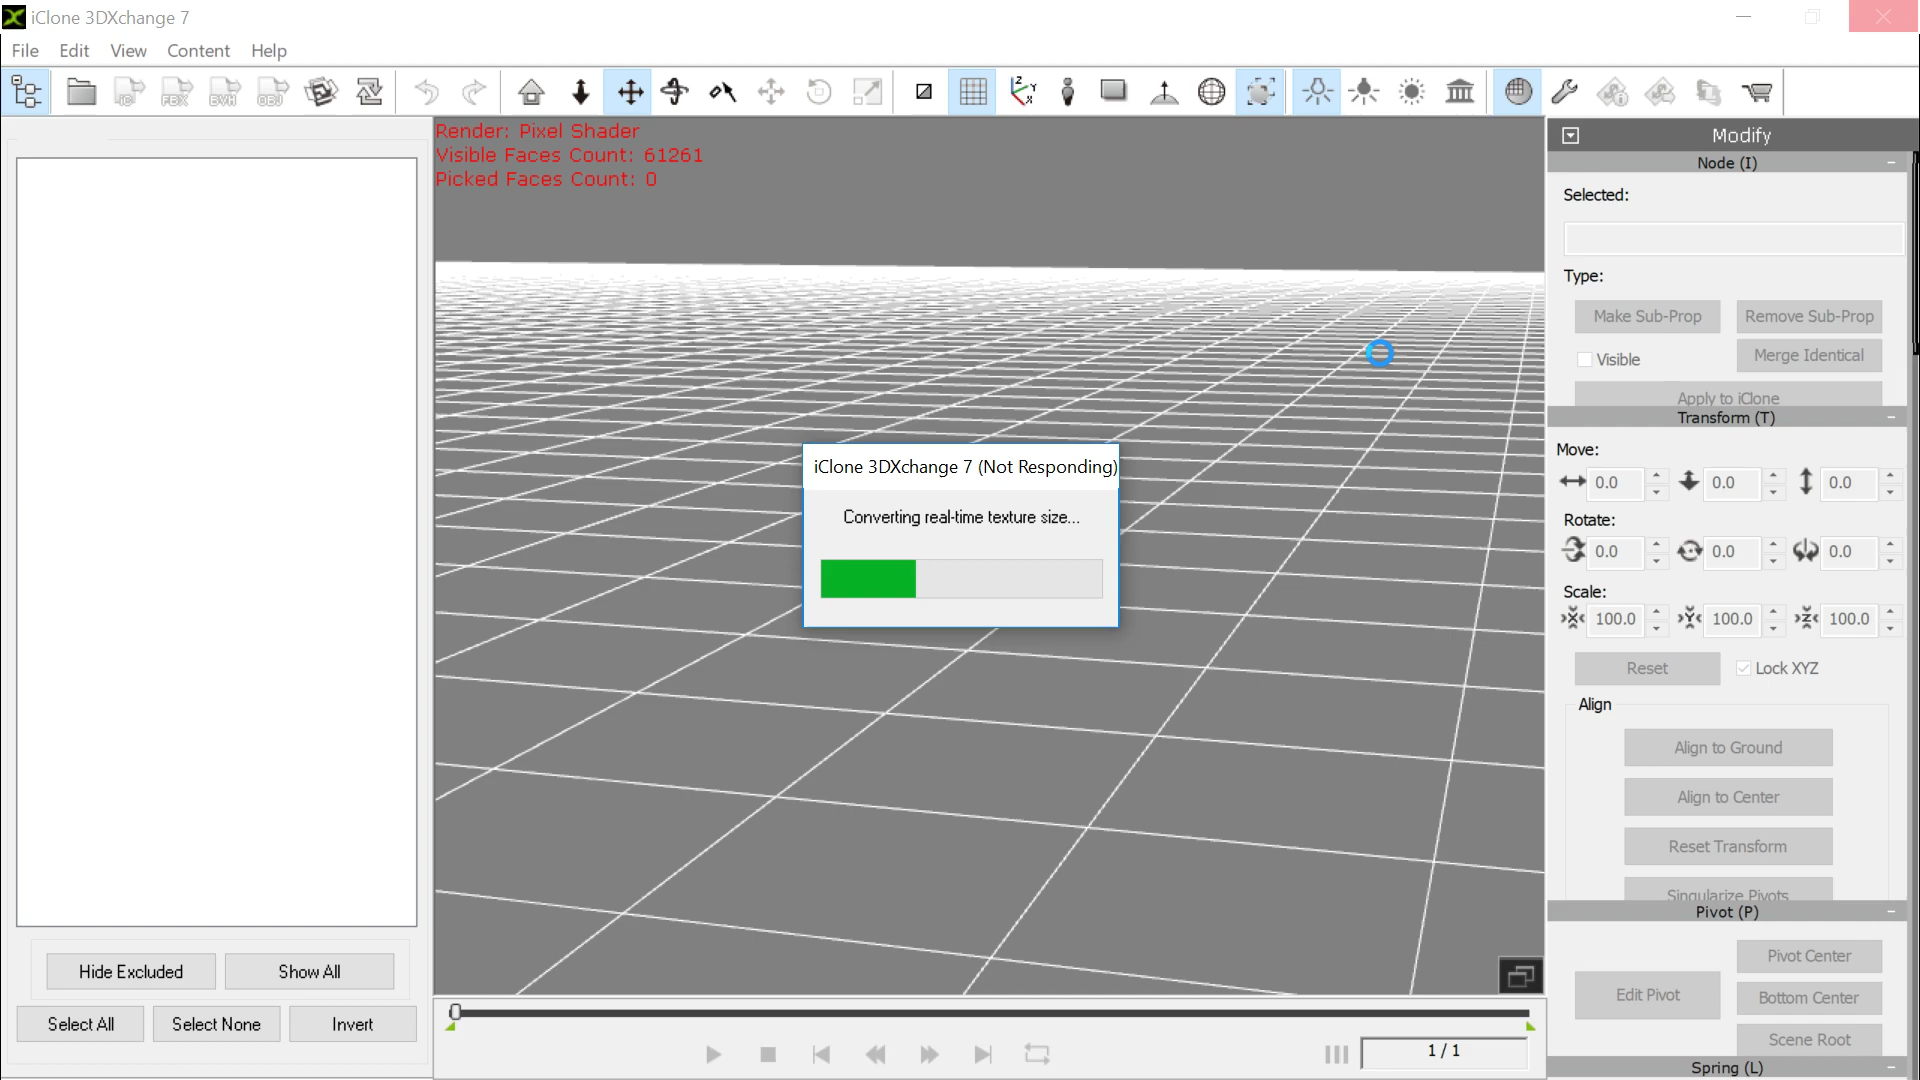 iClone 3DXchange 7
File Edit View Content Help
iC FBX BVH OBJ
Z Y X
Render: Pixel Shader
Visible Faces Count: 61261
Picked Faces Count: 0
iClone 3DXchange 7 (Not Responding)
Converting real-time texture size...
Hide Excluded Show All
Select All Select None Invert
1 / 1
Modify
Node (I)
Selected:
Type:
Make Sub-Prop Remove Sub-Prop
Visible Merge Identical
Apply to iClone
Transform (T)
Move:
0.0 0.0 0.0
Rotate:
0.0 0.0 0.0
Scale:
X 100.0 Y 100.0 Z 100.0
Reset Lock XYZ
Align
Align to Ground
Align to Center
Reset Transform
Singularize Pivots
Pivot (P)
Pivot Center
Edit Pivot Bottom Center
Scene Root
Spring (L)